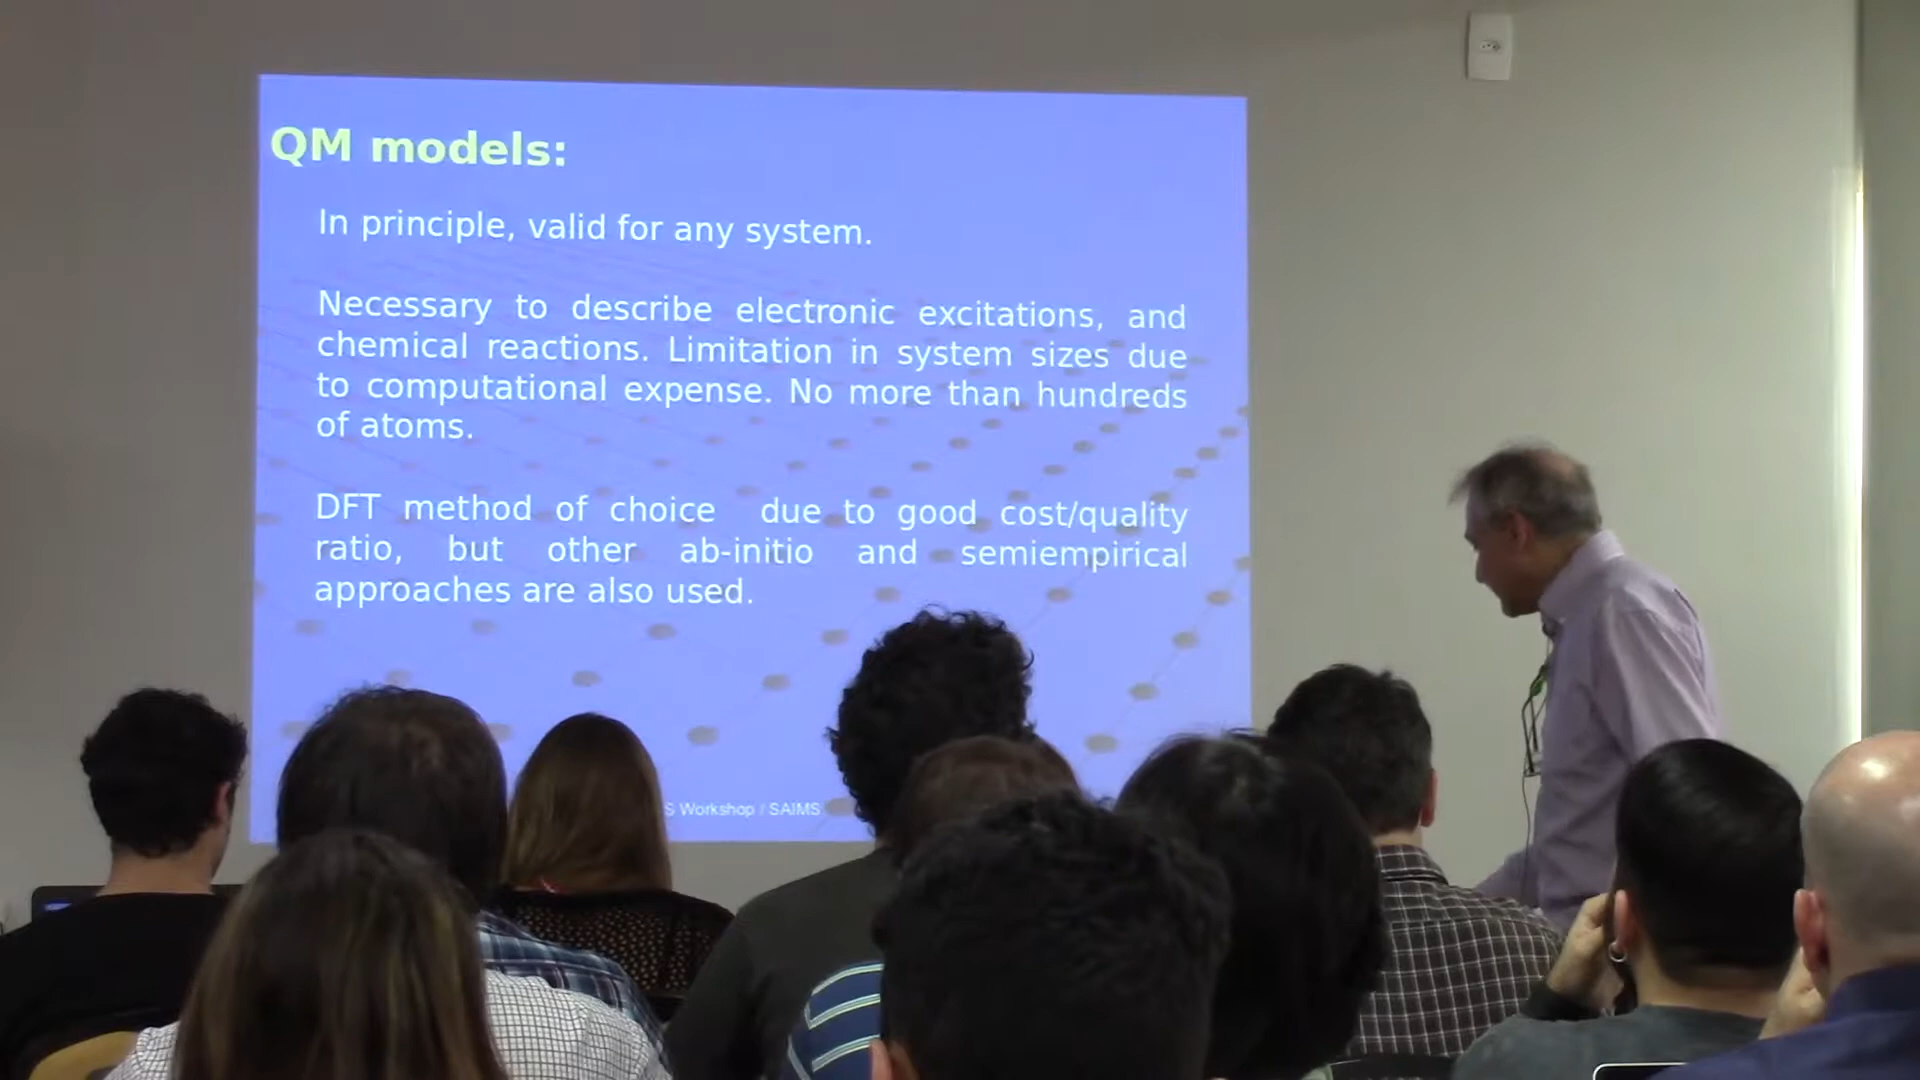 QM models:
In principle, valid for any system.
Necessary to describe electronic excitations, and
chemical reactions. Limitation in system sizes due
to computational expense. No more than hundreds
of atoms.
DFT method of choice due to good cost/quality
ratio, but other ab-initio and semiempirical
approaches are also used.
S Workshop / SAIMS